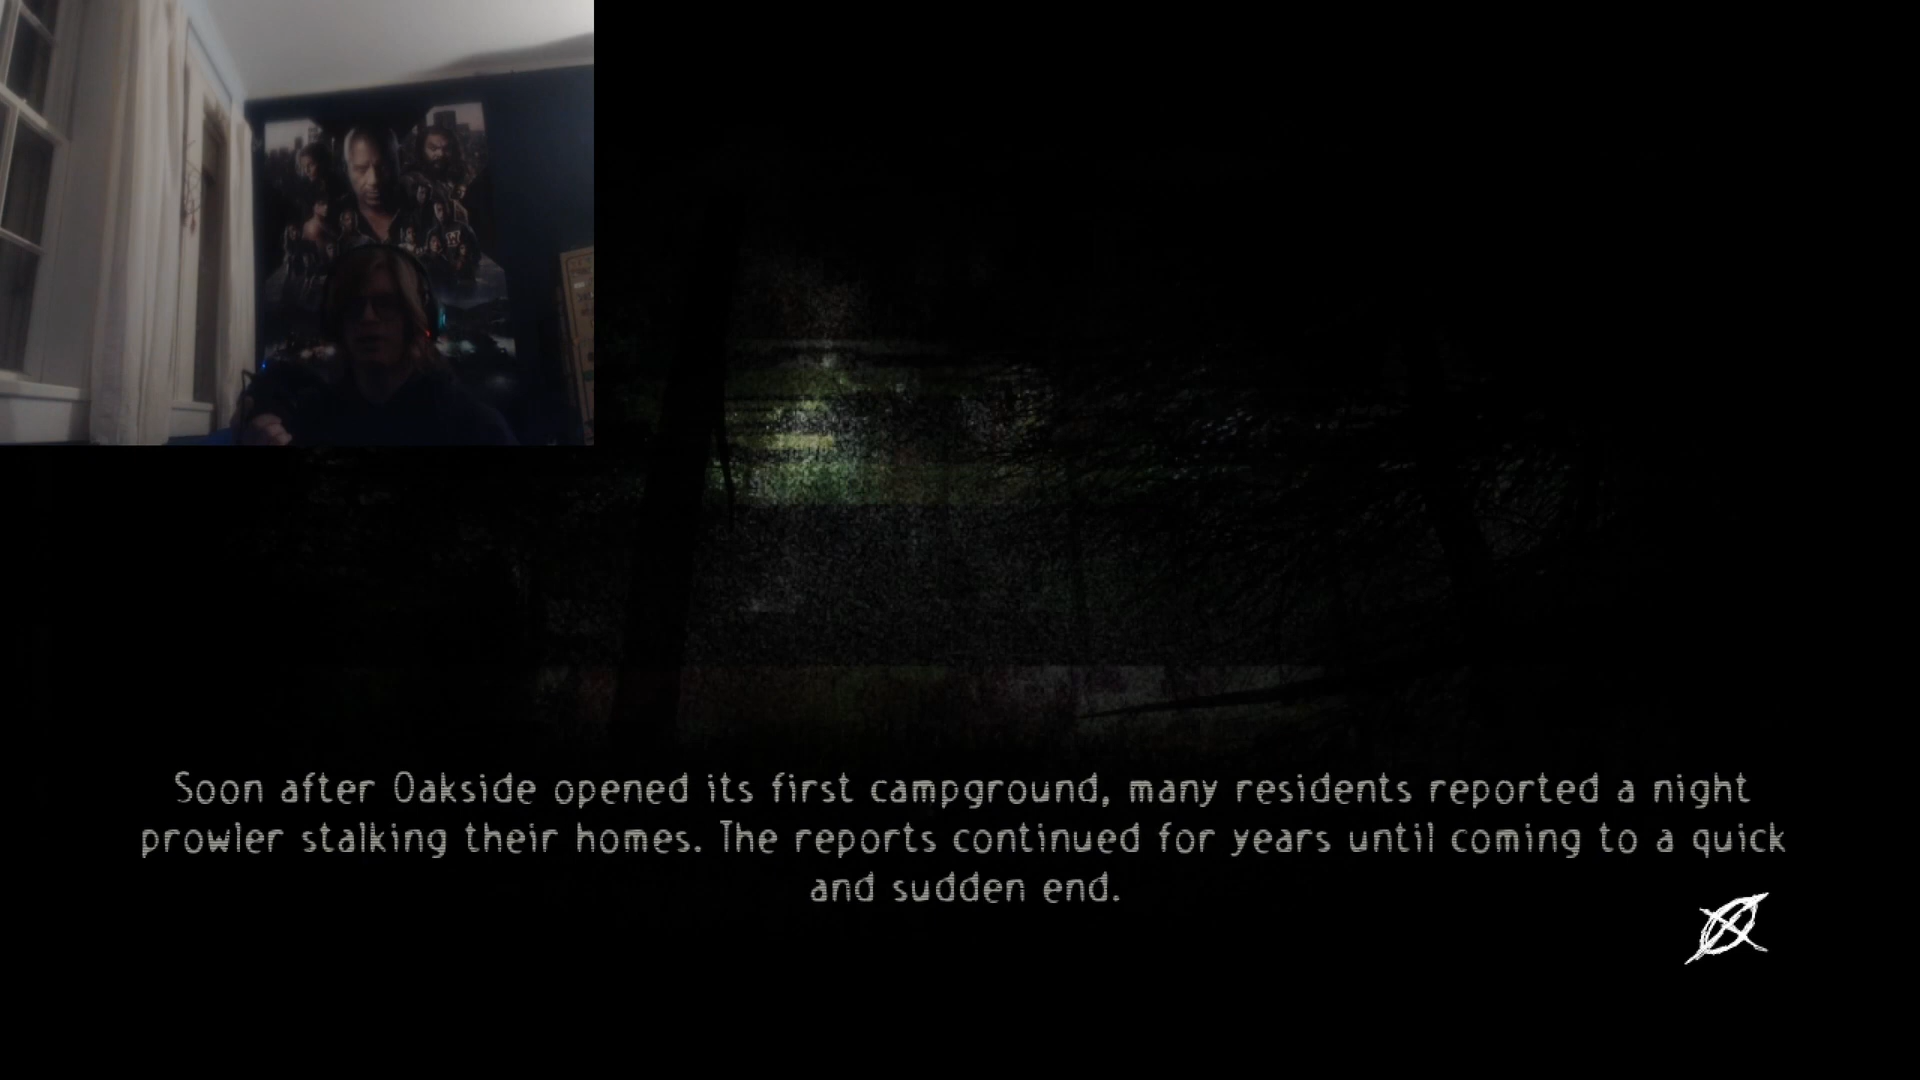 Soon after Oakside opened its first campground, many residents reported a night
prowler stalking their homes. The reports continued for years until coming to a quick
and sudden end.